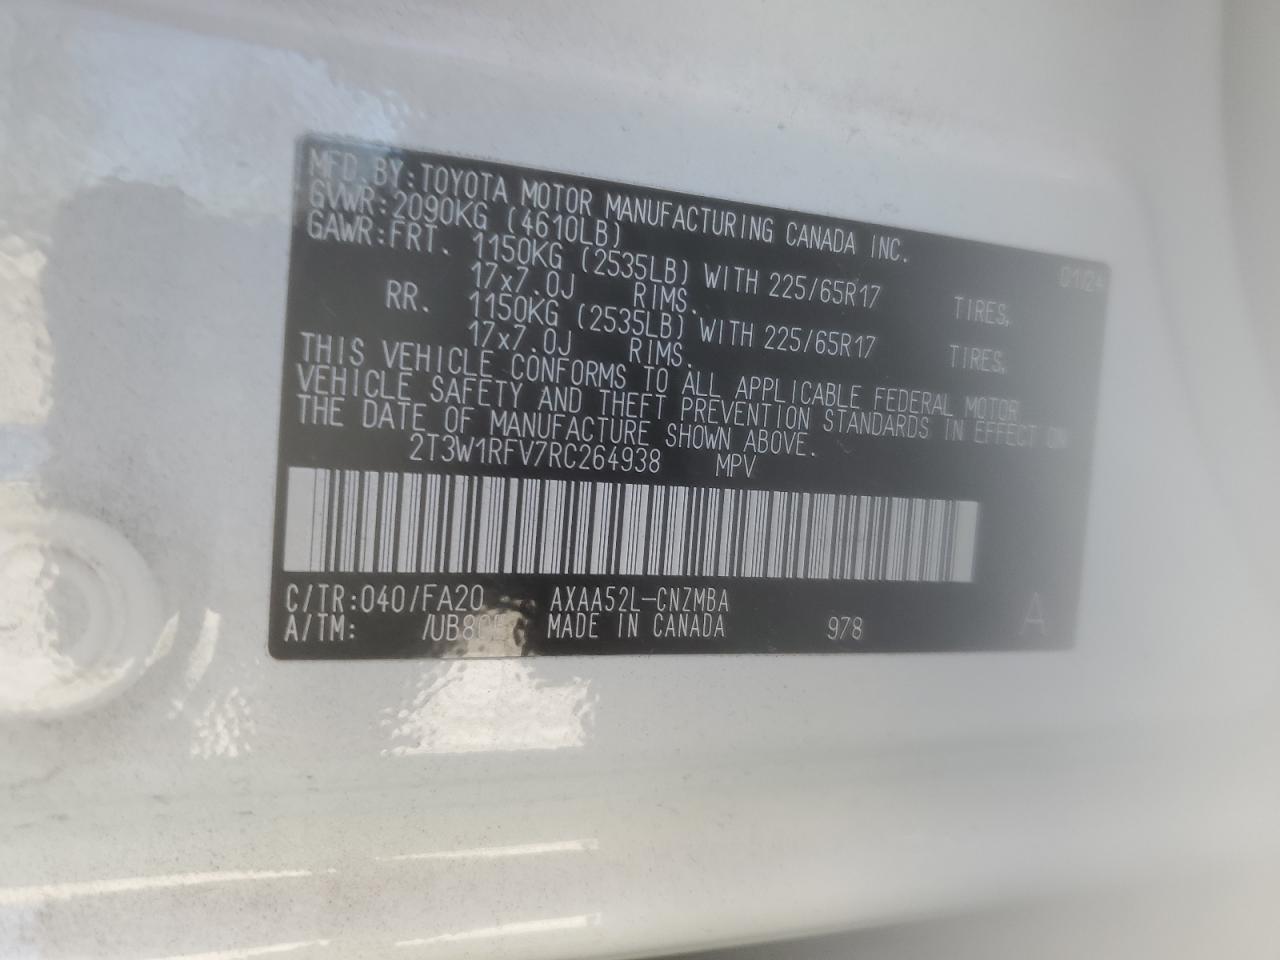 MFD. BY:TOYOTA MOTOR MANUFACTURING CANADA INC. 01/24
GVWR:2090KG (4610LB)
GAWR:FRT. 1150KG (2535LB) WITH 225/65R17 TIRES,
17x7.0J RIMS.
RR. 1150KG (2535LB) WITH 225/65R17 TIRES,
17x7.0J RIMS.
THIS VEHICLE CONFORMS TO ALL APPLICABLE FEDERAL MOTOR
VEHICLE SAFETY AND THEFT PREVENTION STANDARDS IN EFFECT ON
THE DATE OF MANUFACTURE SHOWN ABOVE.
2T3W1RFV7RC264938 MPV
C/TR:040/FA20 AXAA52L-CNZMBA
A/TM: MADE IN CANADA 978 A